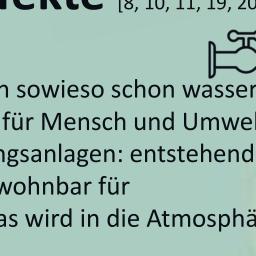 [8, 10, 11, 19, 20
sowieso schon wasser
für Mensch und Umwel
ngsanlagen: entstehend
wohnbar für
as wird in die Atmosphä